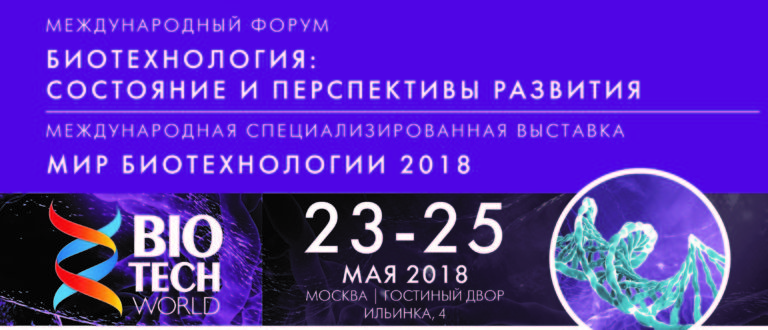 МЕЖДУНАРОДНЫЙ ФОРУМ
БИОТЕХНОЛОГИЯ:
СОСТОЯНИЕ И ПЕРСПЕКТИВЫ РАЗВИТИЯ
МЕЖДУНАРОДНАЯ СПЕЦИАЛИЗИРОВАННАЯ ВЫСТАВКА
МИР БИОТЕХНОЛОГИИ 2018
BIO
TECH
WORLD
23-25
МАЯ 2018
МОСКВА | ГОСТИНЫЙ ДВОР
ИЛЬИНКА, 4